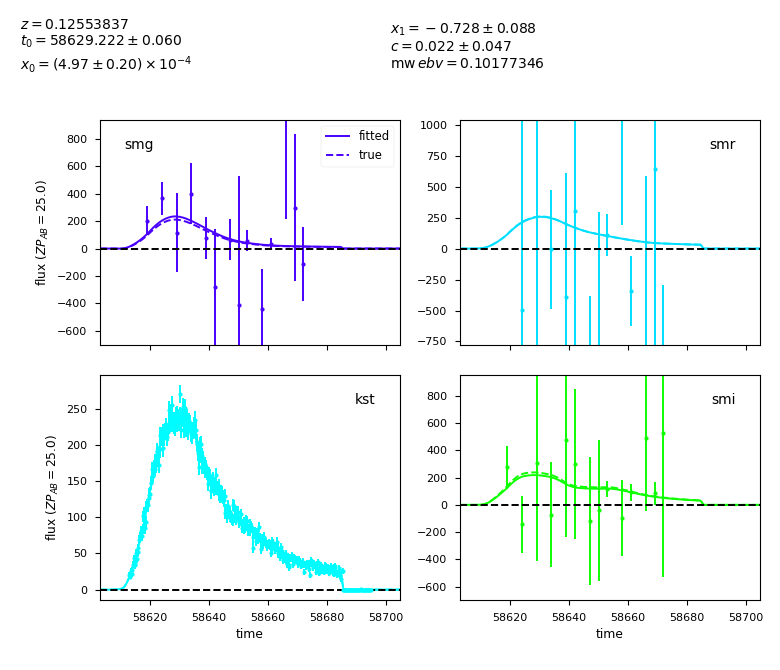 z = 0.12553837
t₀ = 58629.222 ± 0.060
x₀ = (4.97 ± 0.20) × 10⁻⁴
x₁ = −0.728 ± 0.088
c = 0.022 ± 0.047
mw ebv = 0.10177346
smg
fitted
true
800
600
400
200
0
−200
−400
−600
flux (ZP_AB = 25.0)
smr
1000
750
500
250
0
−250
−500
−750
kst
250
200
150
100
50
0
flux (ZP_AB = 25.0)
58620 58640 58660 58680 58700
time
smi
800
600
400
200
0
−200
−400
−600
58620 58640 58660 58680 58700
time